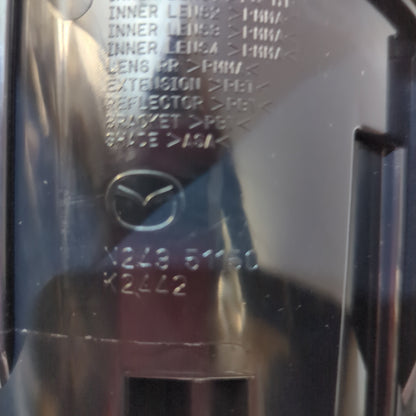 INNER LENS2 >PMMA<
INNER LENS3 >PMMA<
INNER LENS4 >PMMA<
LENS RR >PMMA<
EXTENSION >PBT<
REFLECTOR >PBT<
BRACKET >PBT<
SHADE >ASA<
K2442